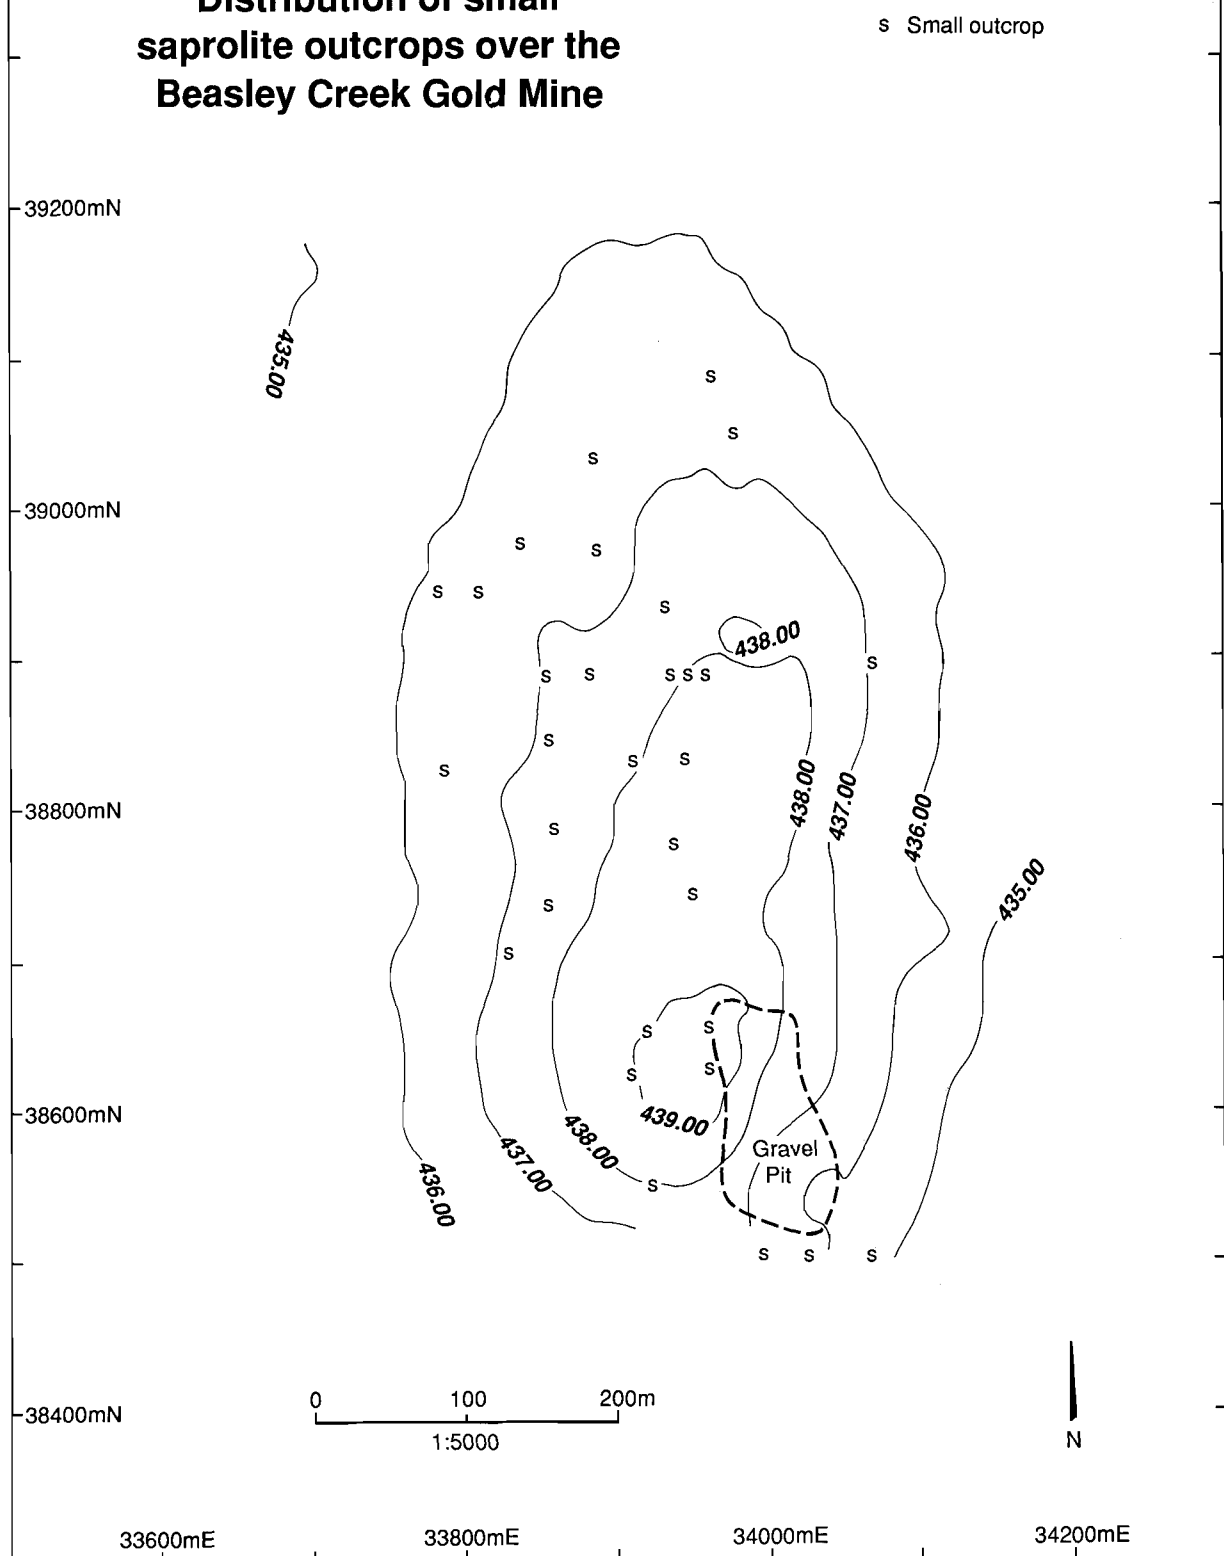 Distribution of small
saprolite outcrops over the
Beasley Creek Gold Mine
s Small outcrop
39200mN
435.00
s
s
s
39000mN
s
s
s s
s
438.00
s
s s s s s
s
s s
s
438.00
437.00
436.00
38800mN
s
s
s
s
435.00
s
s
s
s
s
38600mN
439.00
438.00
437.00
436.00
Gravel
Pit
s
s s s
0 100 200m
1:5000
38400mN
N
33600mE 33800mE 34000mE 34200mE